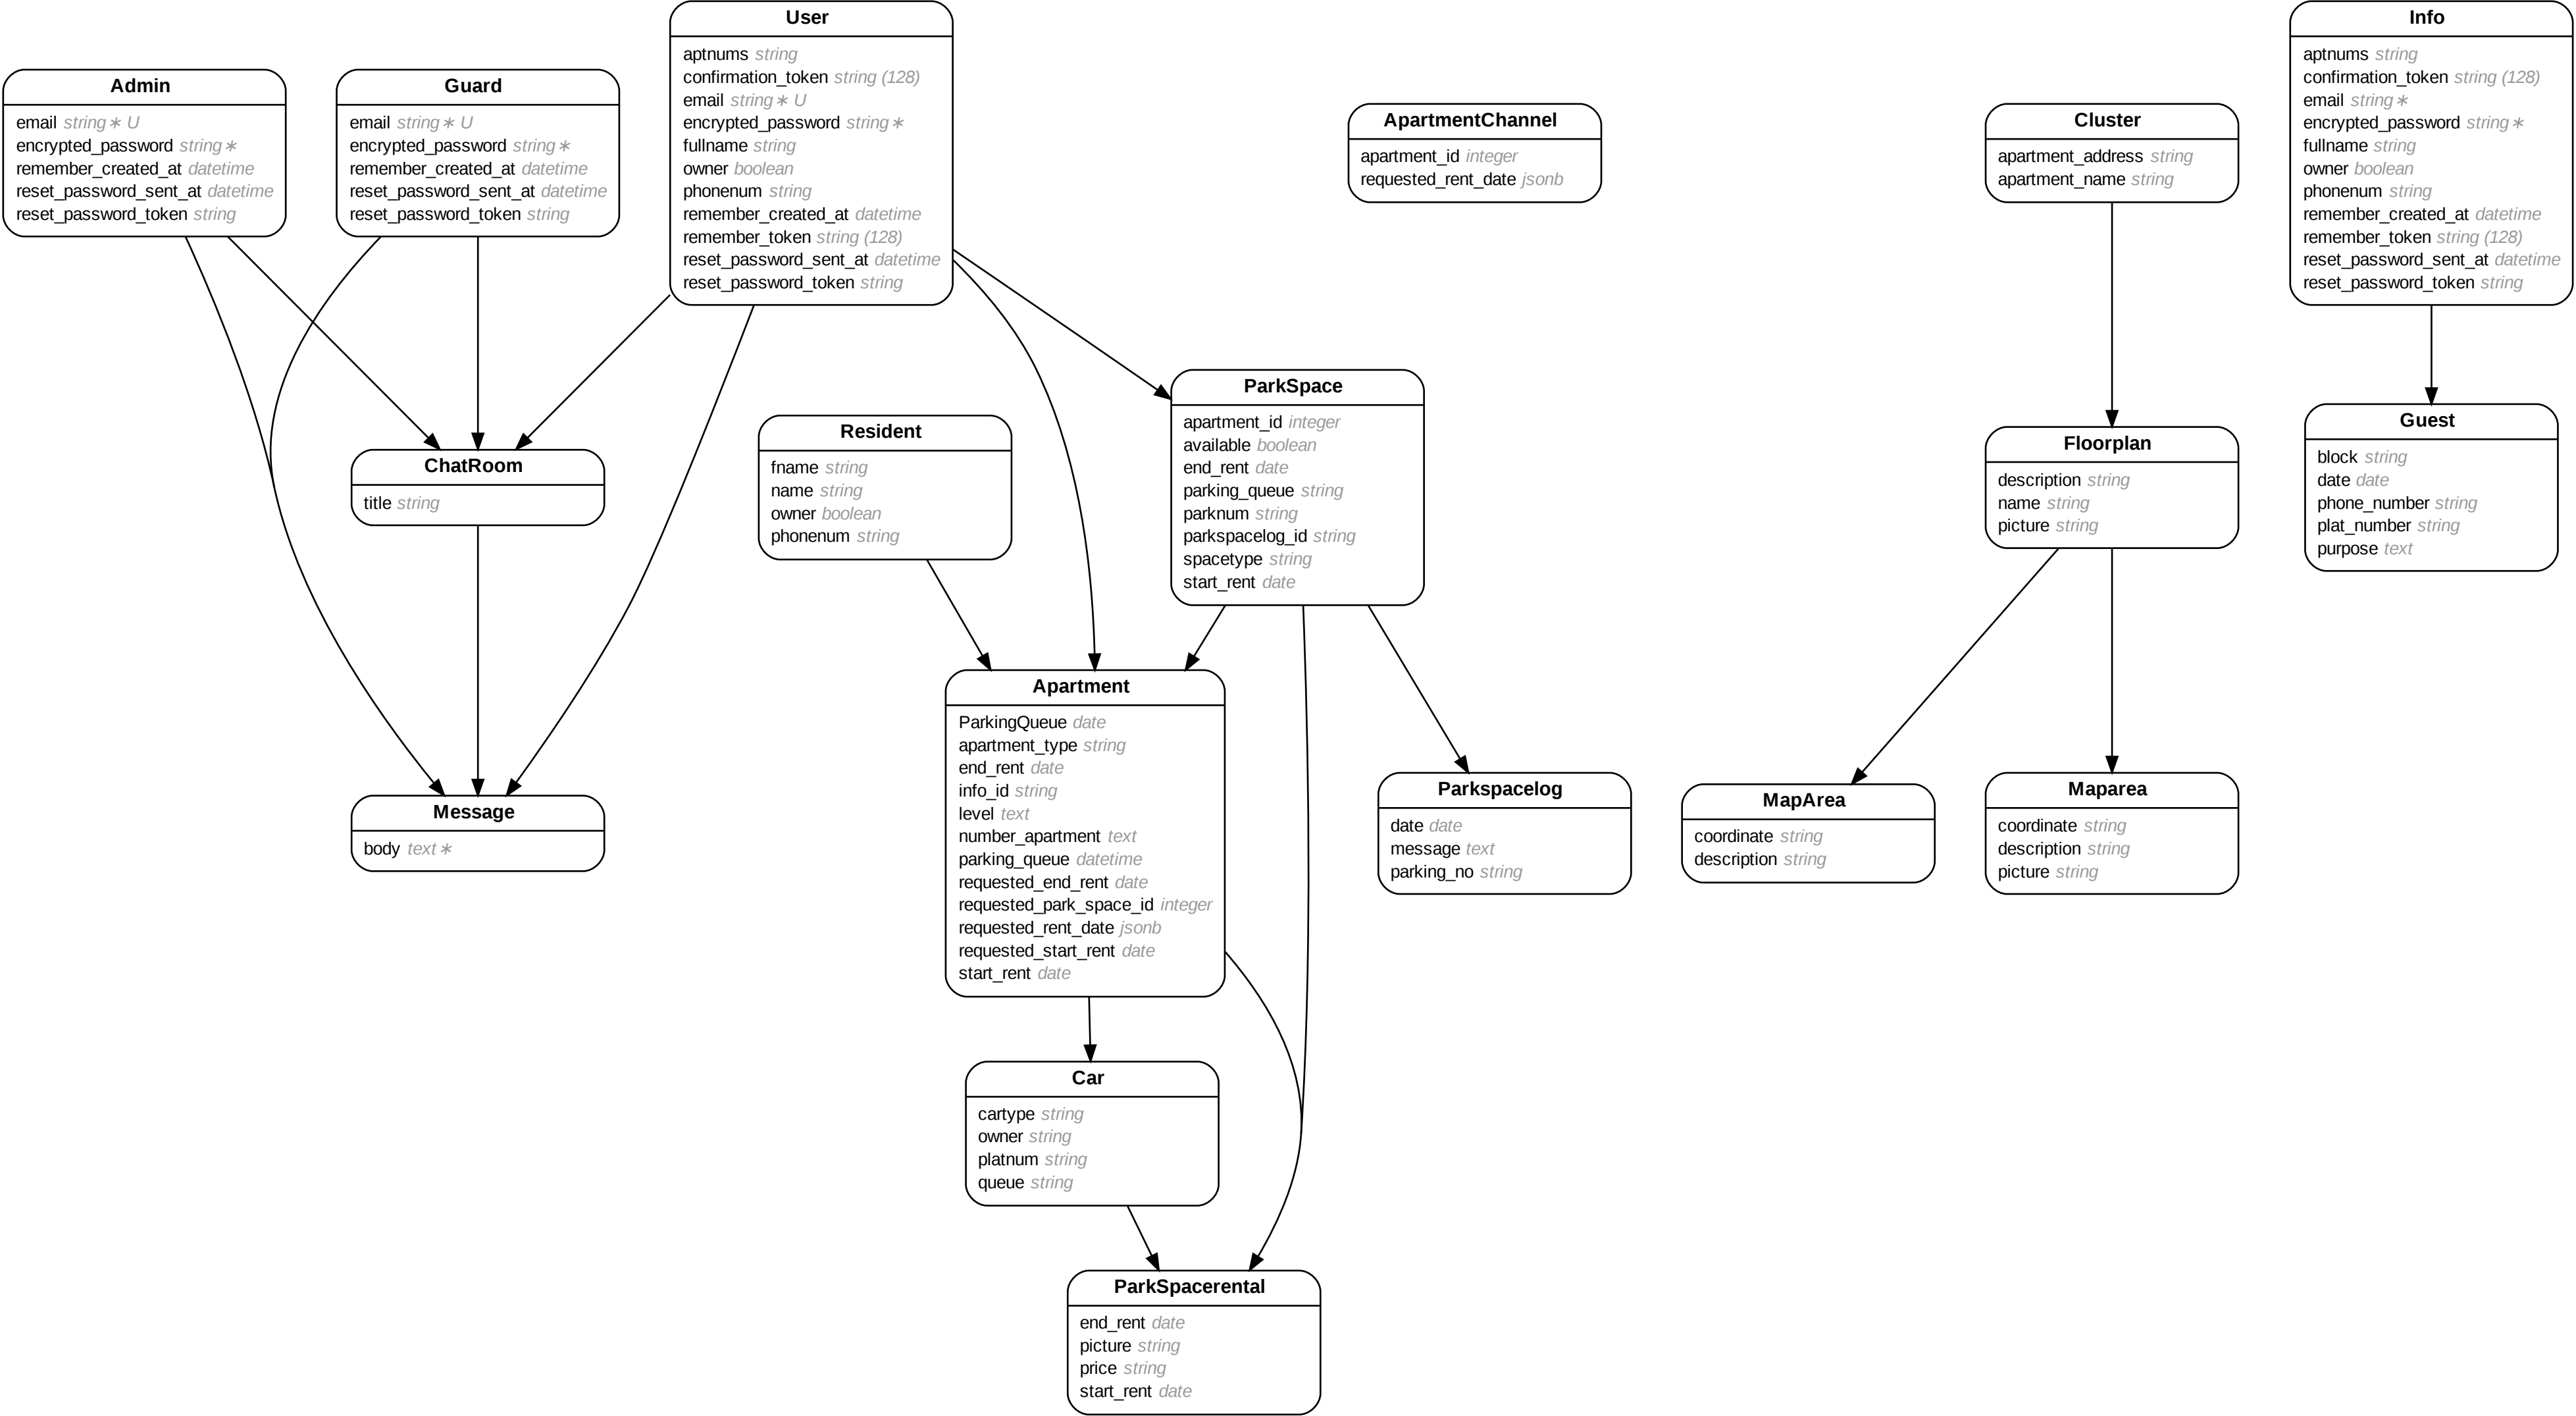 Admin
email string∗ U
encrypted_password string∗
remember_created_at datetime
reset_password_sent_at datetime
reset_password_token string
Guard
email string∗ U
encrypted_password string∗
remember_created_at datetime
reset_password_sent_at datetime
reset_password_token string
User
aptnums string
confirmation_token string (128)
email string∗ U
encrypted_password string∗
fullname string
owner boolean
phonenum string
remember_created_at datetime
remember_token string (128)
reset_password_sent_at datetime
reset_password_token string
ApartmentChannel
apartment_id integer
requested_rent_date jsonb
Cluster
apartment_address string
apartment_name string
Info
aptnums string
confirmation_token string (128)
email string∗
encrypted_password string∗
fullname string
owner boolean
phonenum string
remember_created_at datetime
remember_token string (128)
reset_password_sent_at datetime
reset_password_token string
ChatRoom
title string
Resident
fname string
name string
owner boolean
phonenum string
ParkSpace
apartment_id integer
available boolean
end_rent date
parking_queue string
parknum string
parkspacelog_id string
spacetype string
start_rent date
Floorplan
description string
name string
picture string
Guest
block string
date date
phone_number string
plat_number string
purpose text
Message
body text∗
Apartment
ParkingQueue date
apartment_type string
end_rent date
info_id string
level text
number_apartment text
parking_queue datetime
requested_end_rent date
requested_park_space_id integer
requested_rent_date jsonb
requested_start_rent date
start_rent date
Parkspacelog
date date
message text
parking_no string
MapArea
coordinate string
description string
Maparea
coordinate string
description string
picture string
Car
cartype string
owner string
platnum string
queue string
ParkSpacerental
end_rent date
picture string
price string
start_rent date